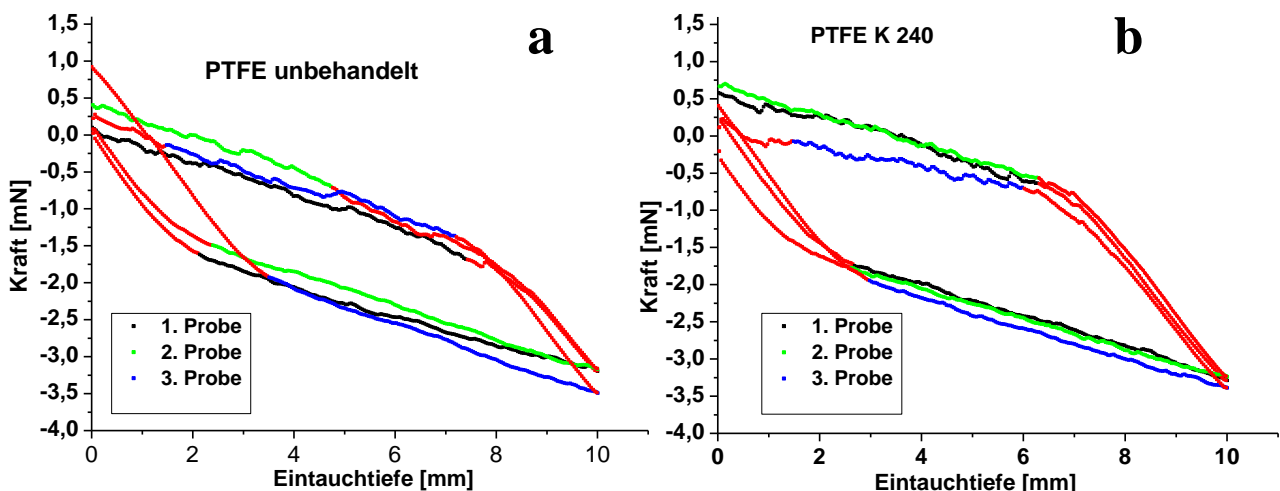 a
PTFE unbehandelt
1,5
1,0
0,5
0,0
-0,5
-1,0
-1,5
-2,0
-2,5
-3,0
-3,5
-4,0
Kraft [mN]
1. Probe
2. Probe
3. Probe
0 2 4 6 8 10
Eintauchtiefe [mm]
b
PTFE K 240
1,5
1,0
0,5
0,0
-0,5
-1,0
-1,5
-2,0
-2,5
-3,0
-3,5
-4,0
Kraft [mN]
1. Probe
2. Probe
3. Probe
0 2 4 6 8 10
Eintauchtiefe [mm]